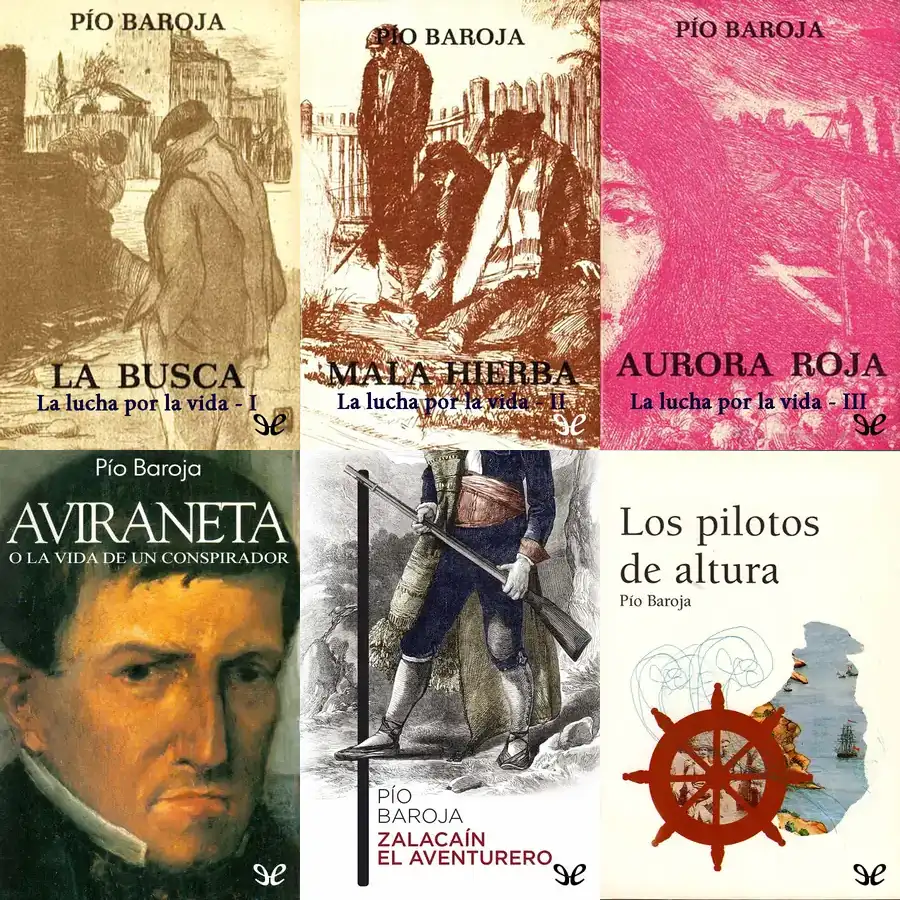 PÍO BAROJA
LA BUSCA
La lucha por la vida - I
PÍO BAROJA
MALA HIERBA
La lucha por la vida - II
PÍO BAROJA
AURORA ROJA
La lucha por la vida - III
Pío Baroja
AVIRANETA
O LA VIDA DE UN CONSPIRADOR
PÍO
BAROJA
ZALACAÍN
EL AVENTURERO
Los pilotos
de altura
Pío Baroja